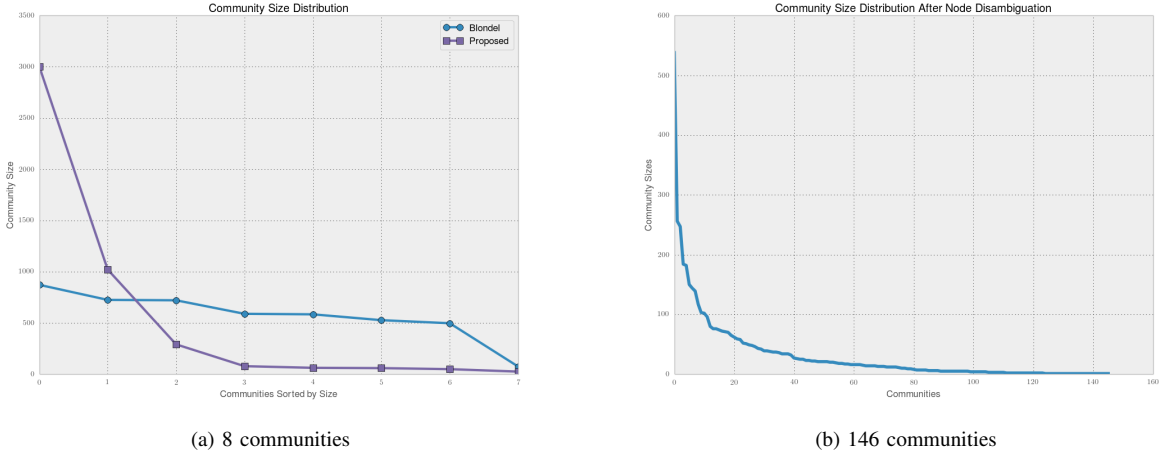 Community Size Distribution
Blondel
Proposed
3500
3000
2500
2000
1500
1000
500
0
Community Size
0 1 2 3 4 5 6 7
Communities Sorted by Size
(a) 8 communities
Community Size Distribution After Node Disambiguation
600
500
400
300
200
100
0
Community Sizes
0 20 40 60 80 100 120 140 160
Communities
(b) 146 communities